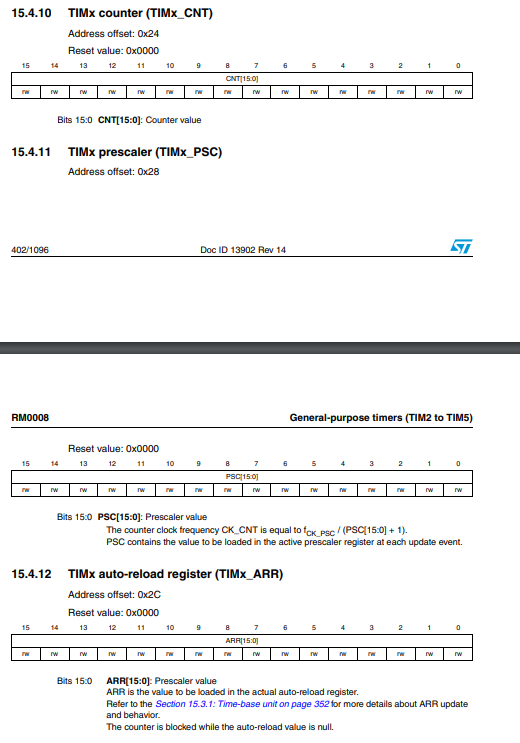 15.4.10 TIMx counter (TIMx_CNT)
Address offset: 0x24
Reset value: 0x0000
15 14 13 12 11 10 9 8 7 6 5 4 3 2 1 0
CNT[15:0]
rw rw rw rw rw rw rw rw rw rw rw rw rw rw rw rw
Bits 15:0 CNT[15:0]: Counter value
15.4.11 TIMx prescaler (TIMx_PSC)
Address offset: 0x28
402/1096 Doc ID 13902 Rev 14 ST
RM0008 General-purpose timers (TIM2 to TIM5)
Reset value: 0x0000
15 14 13 12 11 10 9 8 7 6 5 4 3 2 1 0
PSC[15:0]
rw rw rw rw rw rw rw rw rw rw rw rw rw rw rw rw
Bits 15:0 PSC[15:0]: Prescaler value
The counter clock frequency CK_CNT is equal to fCK_PSC / (PSC[15:0] + 1).
PSC contains the value to be loaded in the active prescaler register at each update event.
15.4.12 TIMx auto-reload register (TIMx_ARR)
Address offset: 0x2C
Reset value: 0x0000
15 14 13 12 11 10 9 8 7 6 5 4 3 2 1 0
ARR[15:0]
rw rw rw rw rw rw rw rw rw rw rw rw rw rw rw rw
Bits 15:0 ARR[15:0]: Prescaler value
ARR is the value to be loaded in the actual auto-reload register.
Refer to the Section 15.3.1: Time-base unit on page 352 for more details about ARR update
and behavior.
The counter is blocked while the auto-reload value is null.